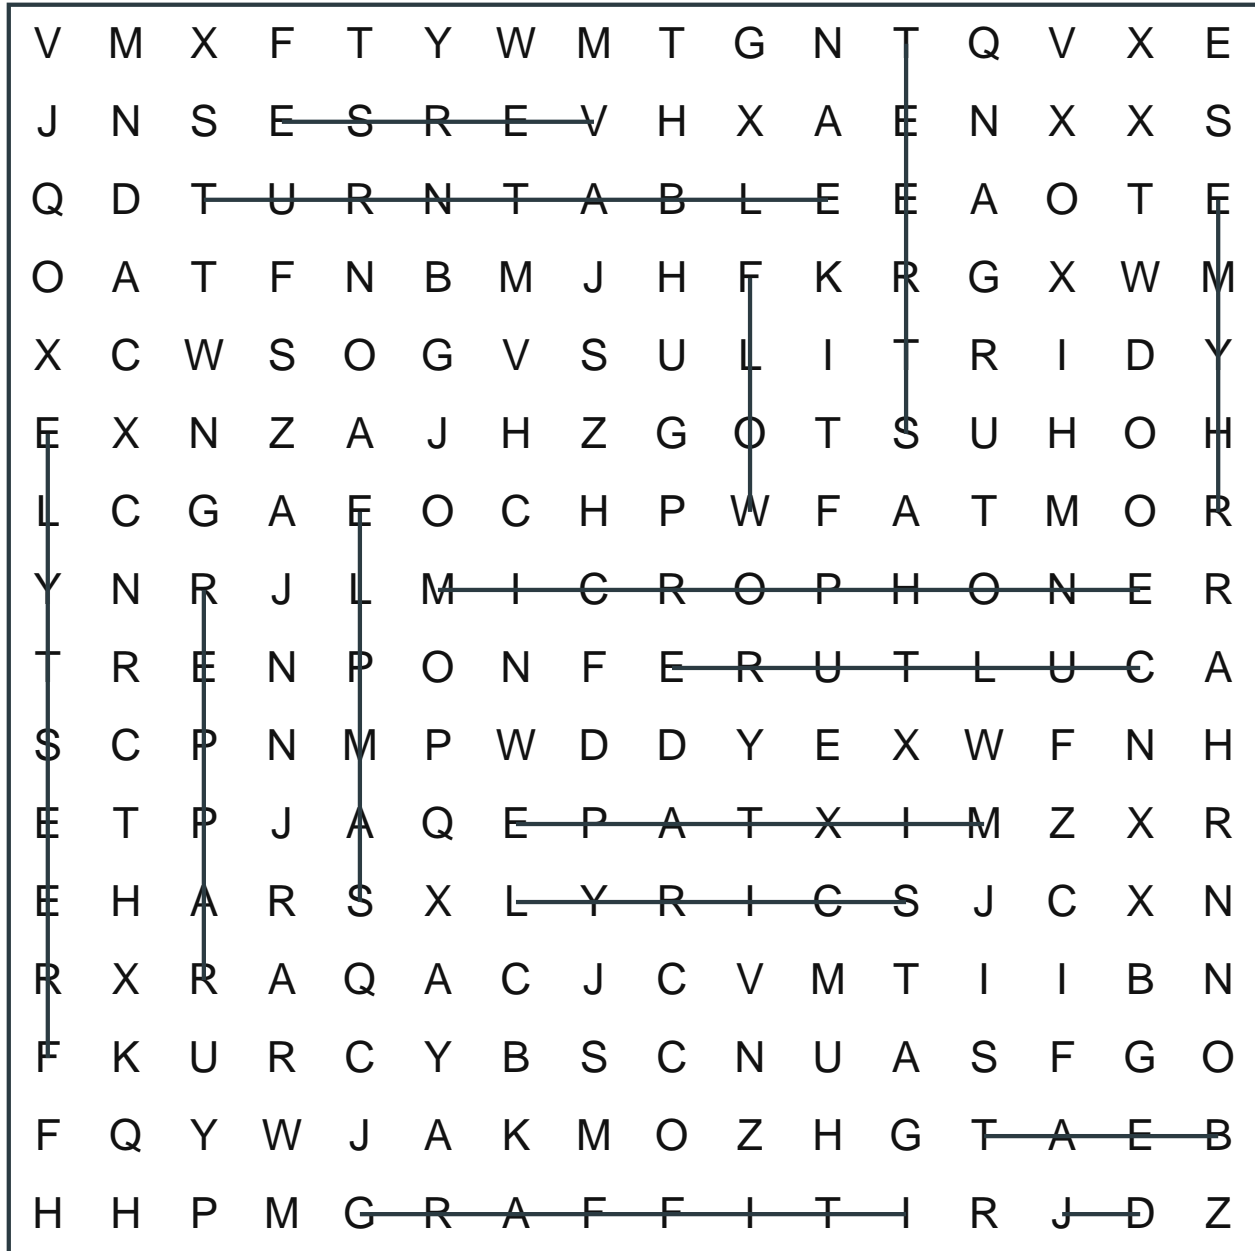 V M X F T Y W M T G N T Q V X E
J N S E S R E V H X A E N X X S
Q D T U R N T A B L E E A O T E
O A T F N B M J H F K R G X W M
X C W S O G V S U L I T R I D Y
E X N Z A J H Z G O T S U H O H
L C G A E O C H P W F A T M O R
Y N R J L M I C R O P H O N E R
T R E N P O N F E R U T L U C A
S C P N M P W D D Y E X W F N H
E T P J A Q E P A T X I M Z X R
E H A R S X L Y R I C S J C X N
R X R A Q A C J C V M T I I B N
F K U R C Y B S C N U A S F G O
F Q Y W J A K M O Z H G T A E B
H H P M G R A F F I T I R J D Z